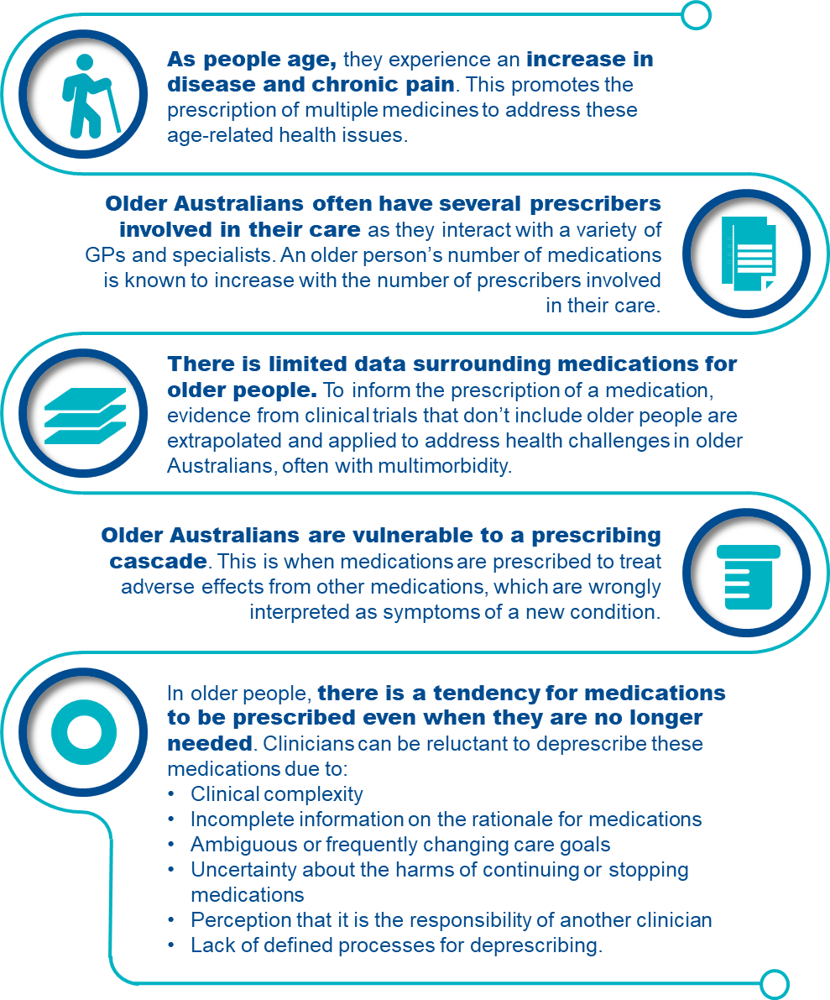 As people age, they experience an increase in
disease and chronic pain. This promotes the
prescription of multiple medicines to address these
age-related health issues.
Older Australians often have several prescribers
involved in their care as they interact with a variety of
GPs and specialists. An older person's number of medications
is known to increase with the number of prescribers involved
in their care.
There is limited data surrounding medications for
older people. To inform the prescription of a medication,
evidence from clinical trials that don't include older people are
extrapolated and applied to address health challenges in older
Australians, often with multimorbidity.
Older Australians are vulnerable to a prescribing
cascade. This is when medications are prescribed to treat
adverse effects from other medications, which are wrongly
interpreted as symptoms of a new condition.
In older people, there is a tendency for medications
to be prescribed even when they are no longer
needed. Clinicians can be reluctant to deprescribe these
medications due to:
• Clinical complexity
• Incomplete information on the rationale for medications
• Ambiguous or frequently changing care goals
• Uncertainty about the harms of continuing or stopping
medications
• Perception that it is the responsibility of another clinician
• Lack of defined processes for deprescribing.